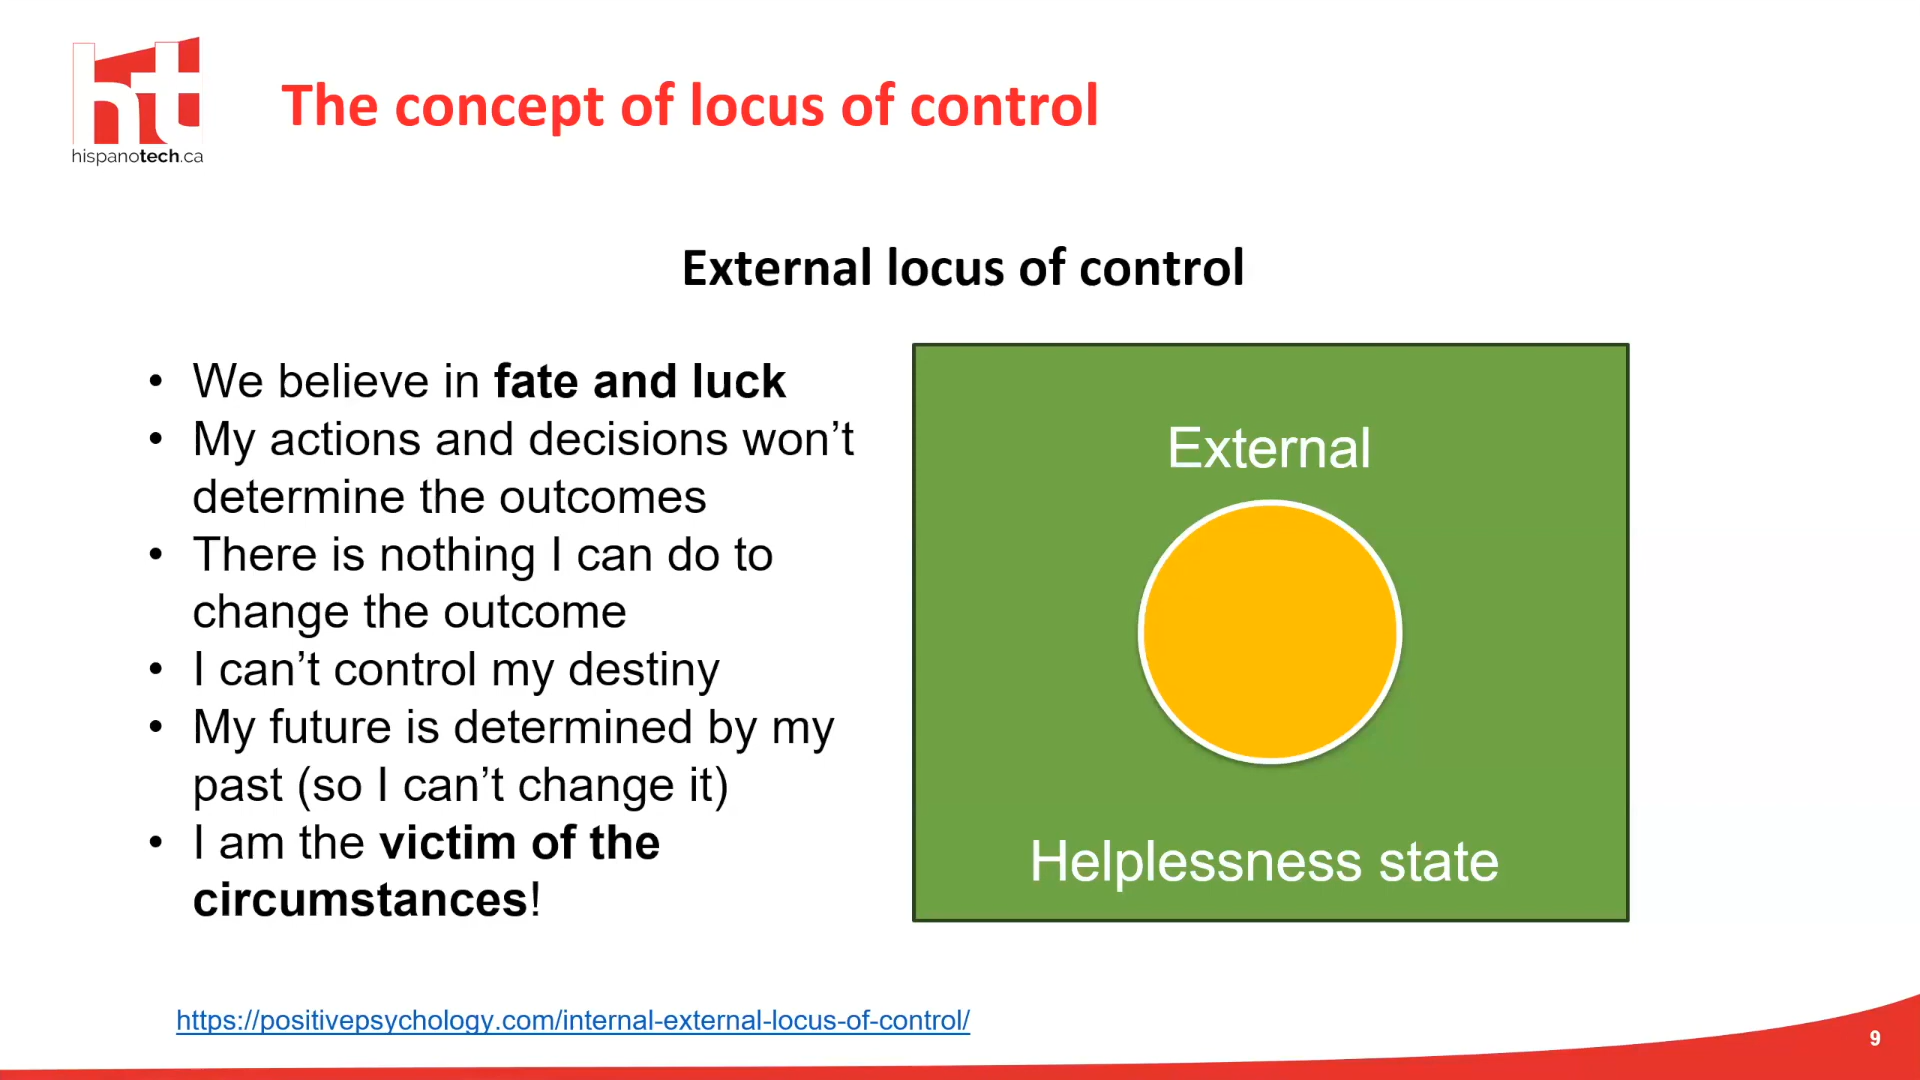 ht
hispanotech.ca
The concept of locus of control
External locus of control
• We believe in fate and luck
• My actions and decisions won’t
determine the outcomes
• There is nothing I can do to
change the outcome
• I can’t control my destiny
• My future is determined by my
past (so I can’t change it)
• I am the victim of the
circumstances!
External
Helplessness state
https://positivepsychology.com/internal-external-locus-of-control/
9